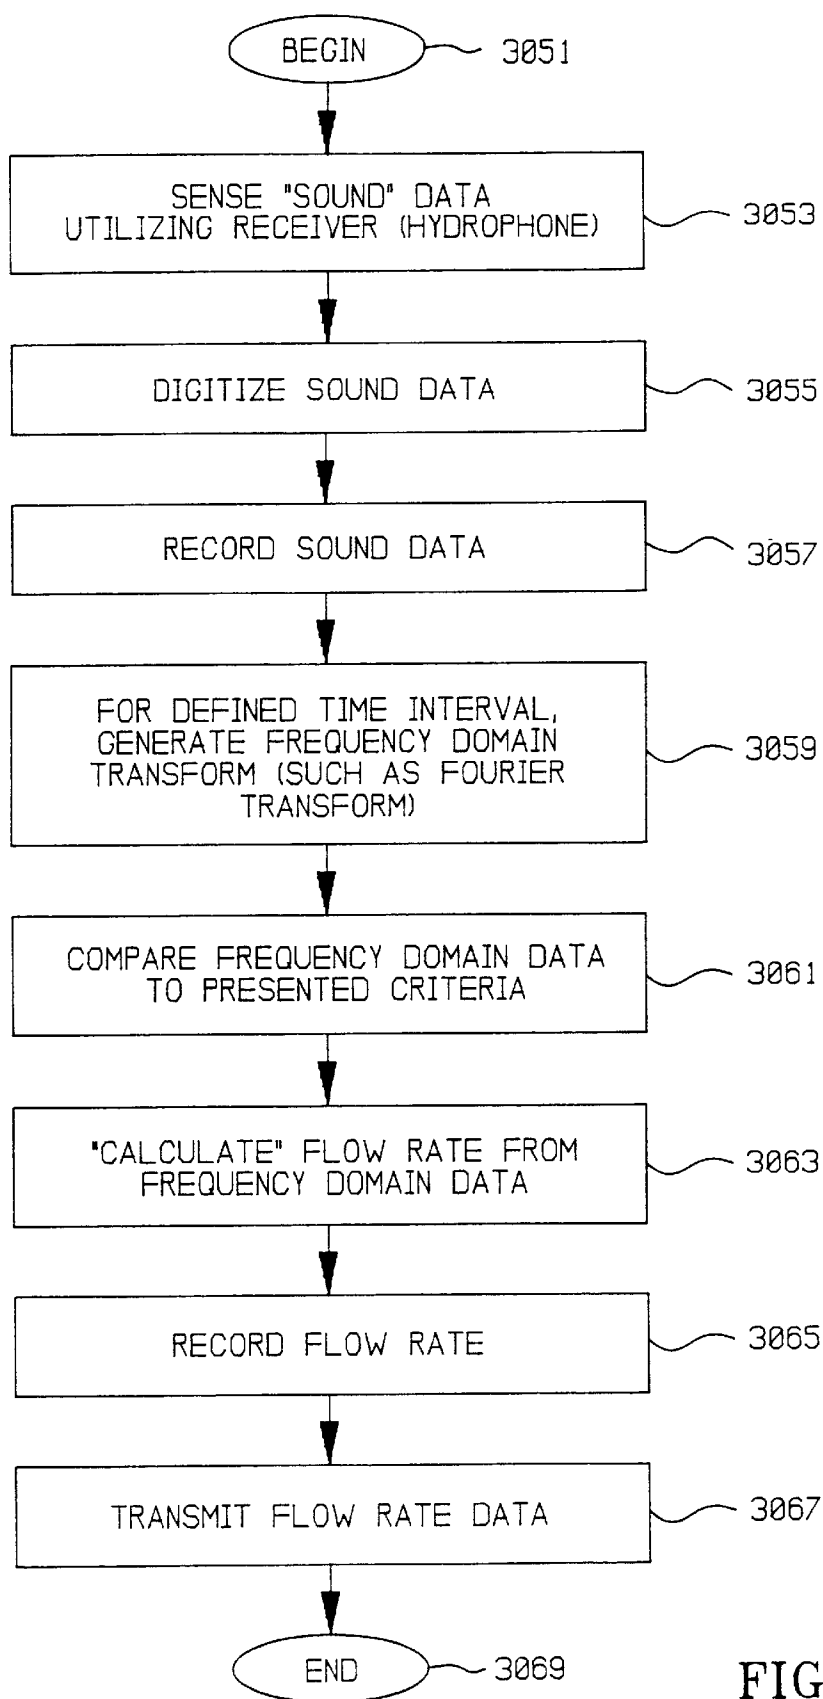 BEGIN
3051
SENSE "SOUND" DATA
UTILIZING RECEIVER (HYDROPHONE)
3053
DIGITIZE SOUND DATA
3055
RECORD SOUND DATA
3057
FOR DEFINED TIME INTERVAL,
GENERATE FREQUENCY DOMAIN
TRANSFORM (SUCH AS FOURIER
TRANSFORM)
3059
COMPARE FREQUENCY DOMAIN DATA
TO PRESENTED CRITERIA
3061
"CALCULATE" FLOW RATE FROM
FREQUENCY DOMAIN DATA
3063
RECORD FLOW RATE
3065
TRANSMIT FLOW RATE DATA
3067
END
3069
FIG